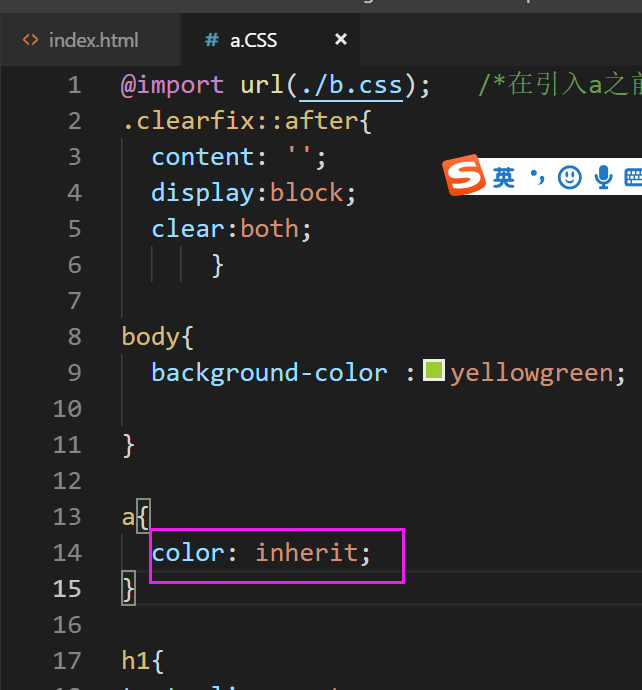 index.html
# a.CSS ×
1 @import url(./b.css); /*在引入a之前
2 .clearfix::after{
3 content: '';
英
4 display:block;
5 clear:both;
6 }
7
8 body{
9 background-color :yellowgreen;
10
11 }
12
13 a{
14 color: inherit;
15 }
16
17 h1{